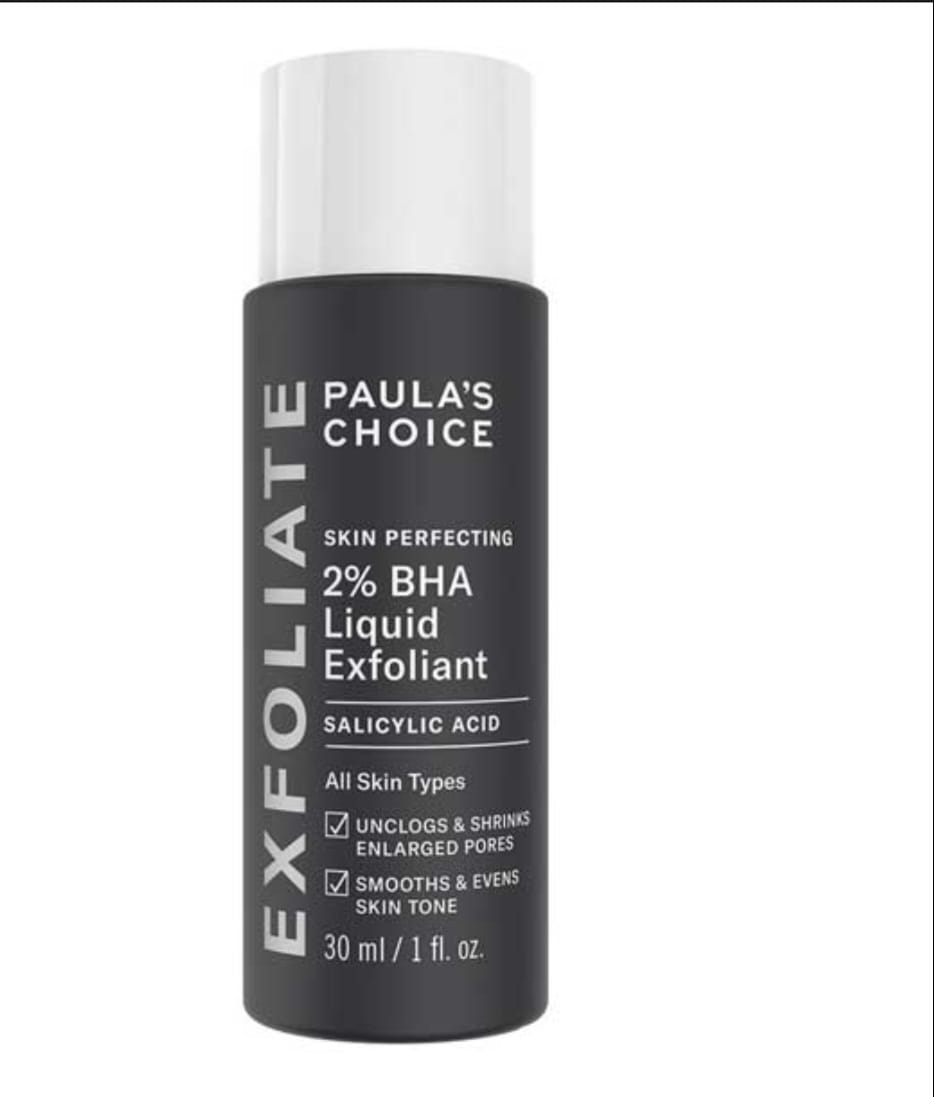 EXFOLIATE
PAULA'S
CHOICE
SKIN PERFECTING
2% BHA
Liquid
Exfoliant
SALICYLIC ACID
All Skin Types
UNCLOGS & SHRINKS
ENLARGED PORES
SMOOTHS & EVENS
SKIN TONE
30 ml / 1 fl. oz.